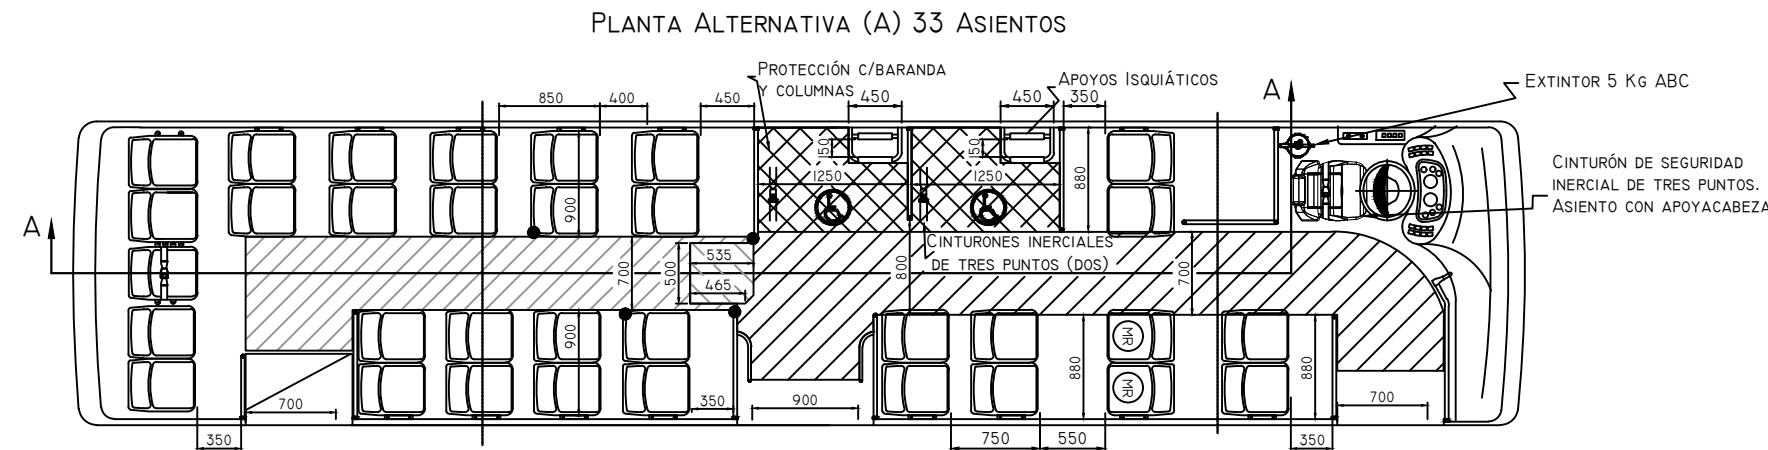 PLANTA ALTERNATIVA (A) 33 ASIENTOS
PROTECCIÓN C/BARANDA
Y COLUMNAS
APOYOS ISQUIÁTICOS
EXTINTOR 5 KG ABC
850
400
450
450
450
350
A
CINTURÓN DE SEGURIDAD
INERCIAL DE TRES PUNTOS.
ASIENTO CON APOYACABEZA
150
150
1250
1250
880
900
A
CINTURONES INERCIALES
DE TRES PUNTOS (DOS)
535
500
465
700
800
700
900
MR
MR
880
880
350
700
900
700
350
750
550
350